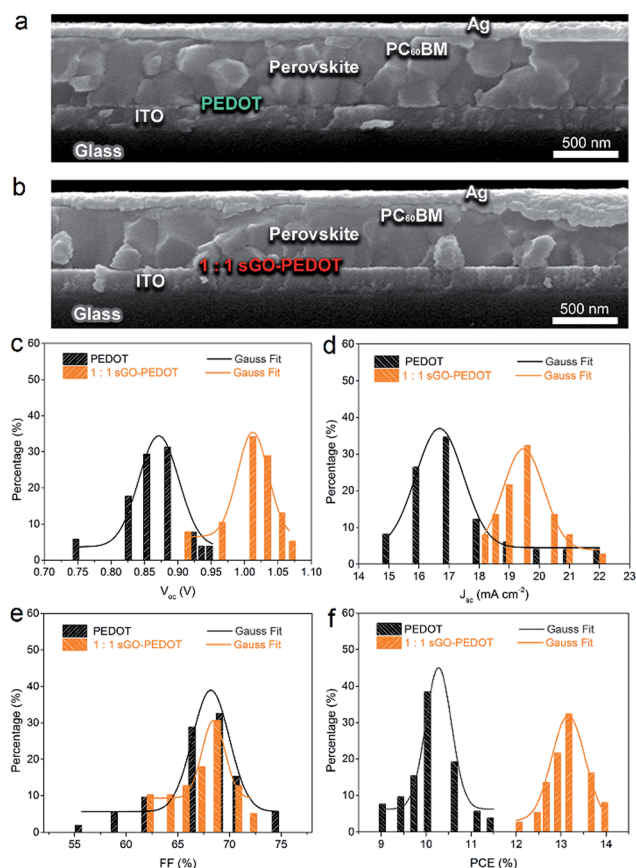 a
Ag
PC₆₀BM
Perovskite
PEDOT
ITO
Glass
500 nm
b
Ag
PC₆₀BM
Perovskite
1 : 1 sGO-PEDOT
ITO
Glass
500 nm
c
PEDOT Gauss Fit
1 : 1 sGO-PEDOT Gauss Fit
Percentage (%)
60
50
40
30
20
10
0
0.70 0.75 0.80 0.85 0.90 0.95 1.00 1.05 1.10
Voc (V)
d
PEDOT Gauss Fit
1 : 1 sGO-PEDOT Gauss Fit
Percentage (%)
60
50
40
30
20
10
0
14 15 16 17 18 19 20 21 22
Jsc (mA cm⁻²)
e
PEDOT Gauss Fit
1 : 1 sGO-PEDOT Gauss Fit
Percentage (%)
60
50
40
30
20
10
0
55 60 65 70 75
FF (%)
f
PEDOT Gauss Fit
1 : 1 sGO-PEDOT Gauss Fit
Percentage (%)
60
50
40
30
20
10
0
9 10 11 12 13 14
PCE (%)